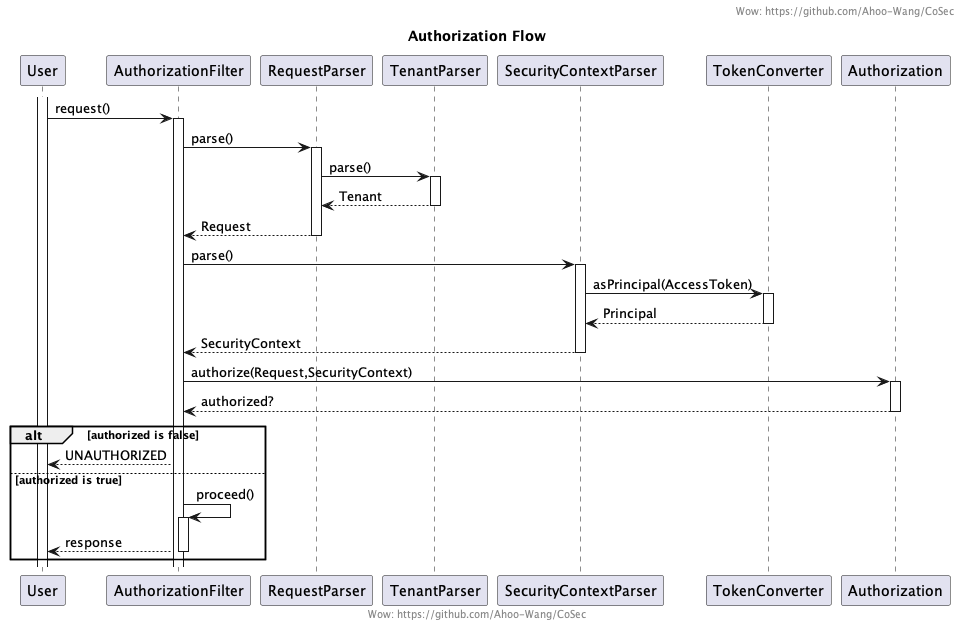 Wow: https://github.com/Ahoo-Wang/CoSec
Authorization Flow
User AuthorizationFilter RequestParser TenantParser SecurityContextParser TokenConverter Authorization
request()
parse()
parse()
Tenant
Request
parse()
asPrincipal(AccessToken)
Principal
SecurityContext
authorize(Request,SecurityContext)
authorized?
alt [authorized is false]
UNAUTHORIZED
[authorized is true]
proceed()
response
User AuthorizationFilter RequestParser TenantParser SecurityContextParser TokenConverter Authorization
Wow: https://github.com/Ahoo-Wang/CoSec